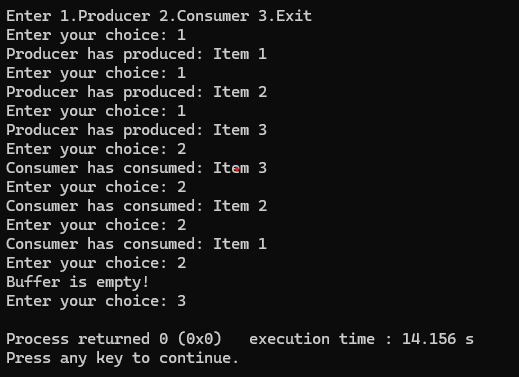 Enter 1.Producer 2.Consumer 3.Exit
Enter your choice: 1
Producer has produced: Item 1
Enter your choice: 1
Producer has produced: Item 2
Enter your choice: 1
Producer has produced: Item 3
Enter your choice: 2
Consumer has consumed: Item 3
Enter your choice: 2
Consumer has consumed: Item 2
Enter your choice: 2
Consumer has consumed: Item 1
Enter your choice: 2
Buffer is empty!
Enter your choice: 3
Process returned 0 (0x0)   execution time : 14.156 s
Press any key to continue.